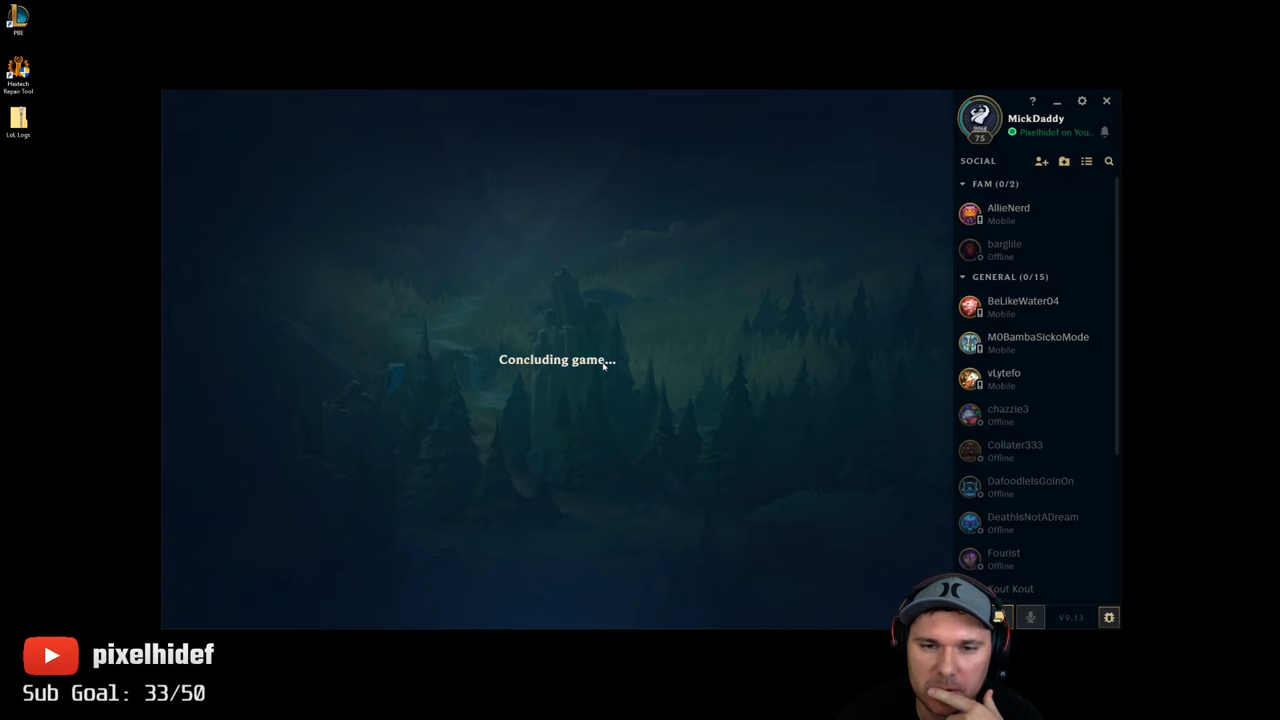 PBE
Hextech
Repair Tool
LoL Logs
MickDaddy
2014
75
Pixelhidef on You..
SOCIAL
FAM (0/2)
AllieNerd
Mobile
barglile
Offline
GENERAL (0/15)
BeLikeWater04
Mobile
M0BambaSickoMode
Mobile
vLytefo
Mobile
chazzie3
Offline
Collater333
Offline
DafoodleIsGoinOn
Offline
DeathIsNotADream
Offline
Fourist
Offline
Kout Kout
V9.13
Concluding game...
pixelhidef
Sub Goal: 33/50